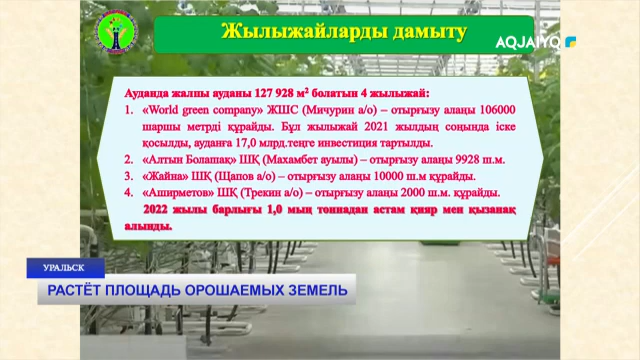 Жылыжайларды дамыту
AQJAIYQ
Ауданда жалпы ауданы 127 928 м² болатын 4 жылыжай:
1. «World green company» ЖШС (Мичурин а/о) – отырғызу алаңы 106000
шаршы метрді құрайды. Бұл жылыжай 2021 жылдың соңында іске
қосылды, ауданға 17,0 млрд.теңге инвестиция тартылды.
2. «Алтын Болашақ» ШҚ (Махамбет ауылы) – отырғызу алаңы 9928 ш.м.
3. «Жайна» ШҚ (Щапов а/о) – отырғызу алаңы 10000 ш.м құрайды.
4. «Аширметов» ШҚ (Трекин а/о) – отырғызу алаңы 2000 ш.м. құрайды.
2022 жылы барлығы 1,0 мың тоннадан астам қияр мен қызанақ
алынды.
УРАЛЬСК
РАСТЁТ ПЛОЩАДЬ ОРОШАЕМЫХ ЗЕМЕЛЬ